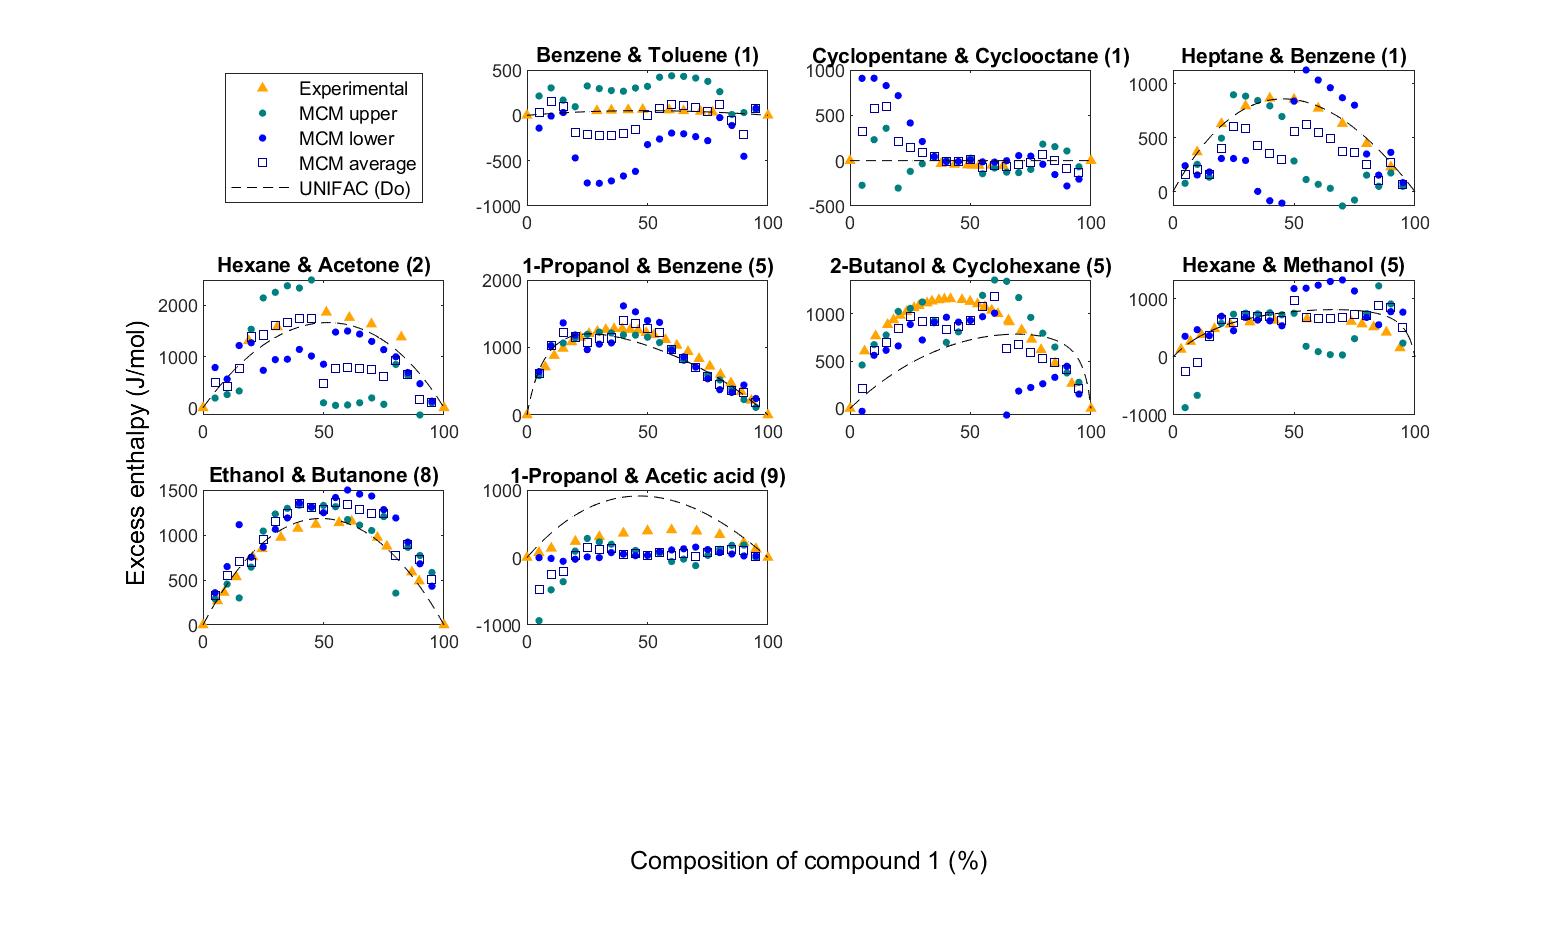 Experimental
MCM upper
MCM lower
MCM average
UNIFAC (Do)
Benzene & Toluene (1)
500
0
-500
-1000
0 50 100
Cyclopentane & Cyclooctane (1)
1000
500
0
-500
0 50 100
Heptane & Benzene (1)
1000
500
0
0 50 100
Hexane & Acetone (2)
2000
1000
0
0 50 100
1-Propanol & Benzene (5)
2000
1000
0
0 50 100
2-Butanol & Cyclohexane (5)
1000
500
0
0 50 100
Hexane & Methanol (5)
1000
0
-1000
0 50 100
Ethanol & Butanone (8)
1500
1000
500
0
0 50 100
1-Propanol & Acetic acid (9)
1000
0
-1000
0 50 100
Excess enthalpy (J/mol)
Composition of compound 1 (%)